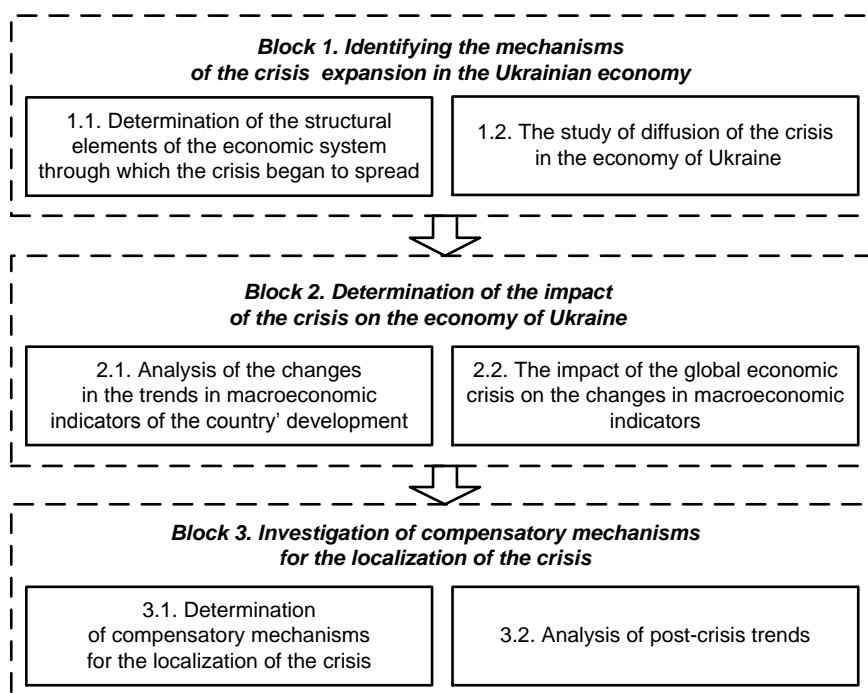 Block 1. Identifying the mechanisms
of the crisis expansion in the Ukrainian economy
1.1. Determination of the structural
elements of the economic system
through which the crisis began to spread
1.2. The study of diffusion of the crisis
in the economy of Ukraine
Block 2. Determination of the impact
of the crisis on the economy of Ukraine
2.1. Analysis of the changes
in the trends in macroeconomic
indicators of the country’ development
2.2. The impact of the global economic
crisis on the changes in macroeconomic
indicators
Block 3. Investigation of compensatory mechanisms
for the localization of the crisis
3.1. Determination
of compensatory mechanisms
for the localization of the crisis
3.2. Analysis of post-crisis trends